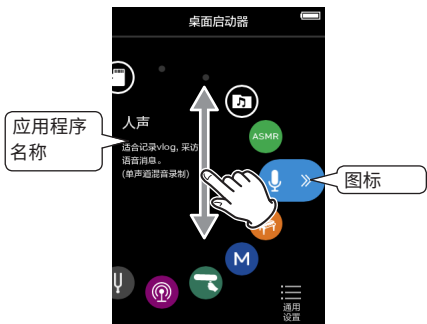 桌面启动器
应用程序
名称
人声
适合记录vlog, 采访
语音消息。
(单声道混音录制)
ASMR
图标
M
通用
设置